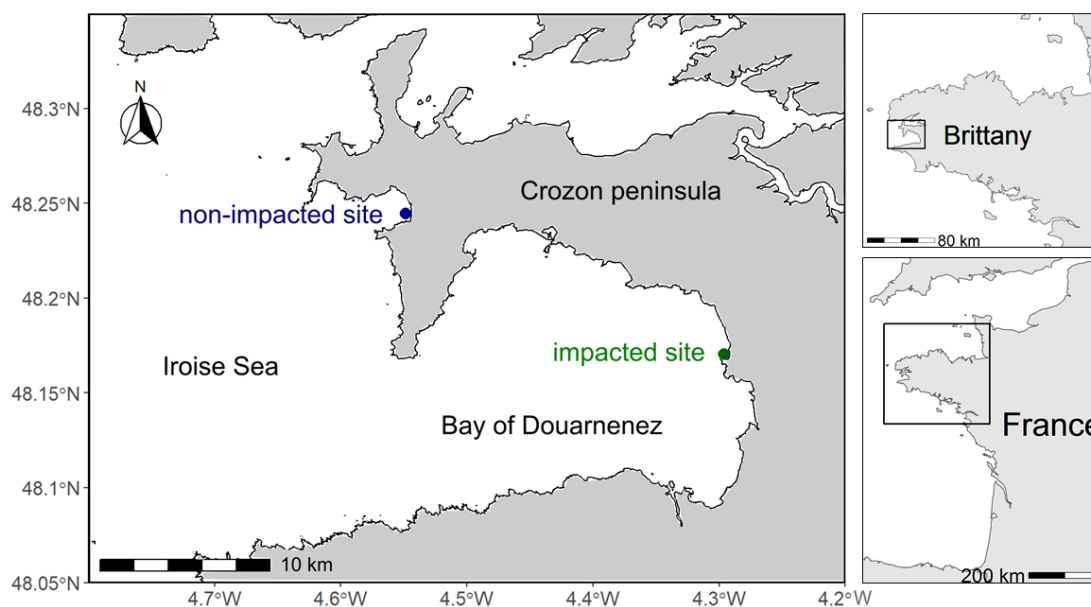 N
48.3°N
48.25°N
48.2°N
48.15°N
48.1°N
48.05°N
Crozon peninsula
non-impacted site
impacted site
Iroise Sea
Bay of Douarnenez
10 km
4.7°W
4.6°W
4.5°W
4.4°W
4.3°W
4.2°W
Brittany
80 km
France
200 km